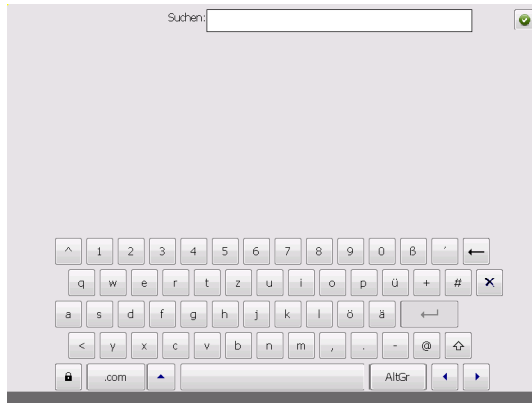 Suchen:
^ 1 2 3 4 5 6 7 8 9 0 ß ´
q w e r t z u i o p ü + #
a s d f g h j k l ö ä
< y x c v b n m , . - @
.com AltGr